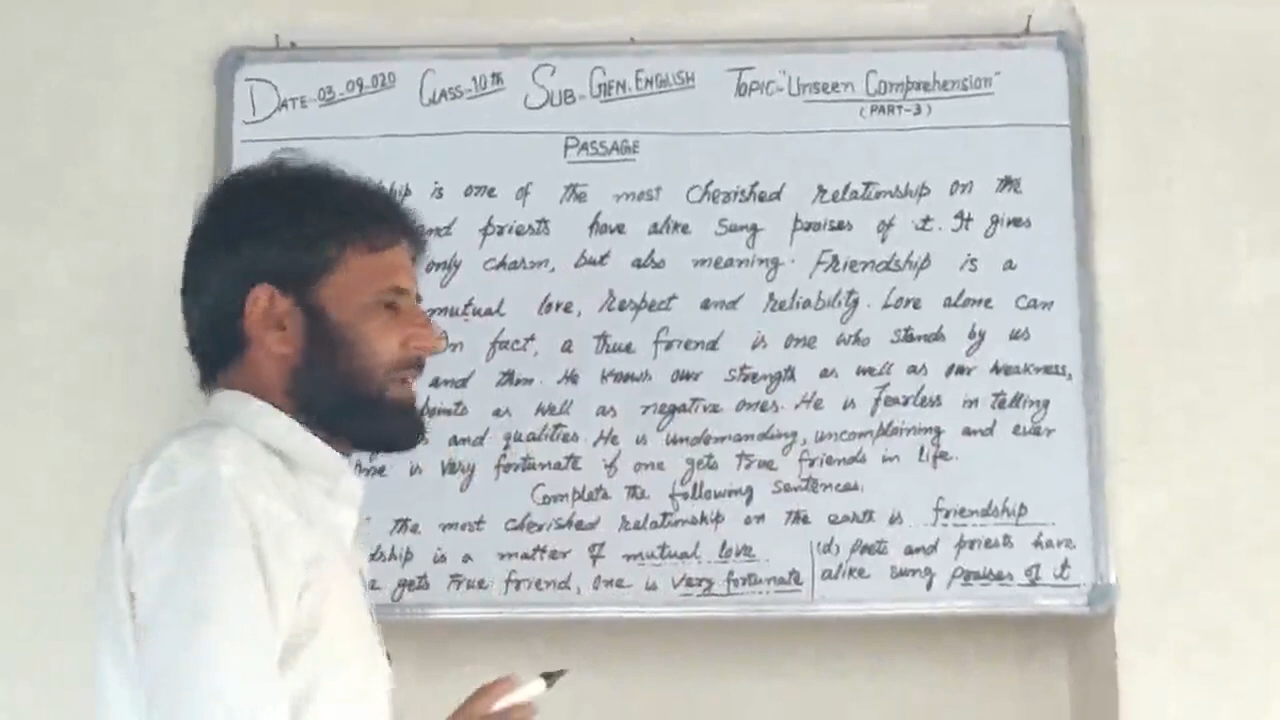 DATE-03-09-020 CLASS-10th SUB-GEN. ENGLISH TOPIC-"Unseen Comprehension"
(PART-3)
PASSAGE
is one of the most cherished relationship on the
and priests have alike sung praises of it. It gives
only charm, but also meaning. Friendship is a
mutual love, respect and reliability. Love alone can
In fact, a true friend is one who stands by us
and thin. He knows our strength as well as our weakness,
points as well as negative ones. He is fearless in telling
and qualities. He is undemanding, uncomplaining and ever
is very fortunate if one gets true friends in life.
Complete the following sentences.
the most cherished relationship on the earth is friendship
is a matter of mutual love
gets true friend, one is very fortunate
(d) Poets and priests have
alike sung praises of it